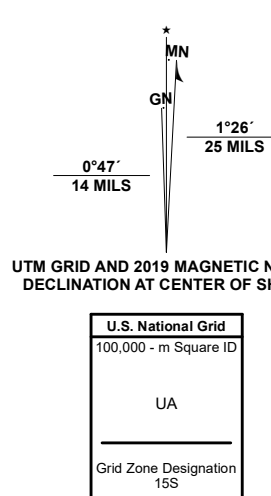 ★
MN
GN
1°26´
25 MILS
0°47´
14 MILS
UTM GRID AND 2019 MAGNETIC N
DECLINATION AT CENTER OF SH
U.S. National Grid
100,000 - m Square ID
UA
Grid Zone Designation
15S